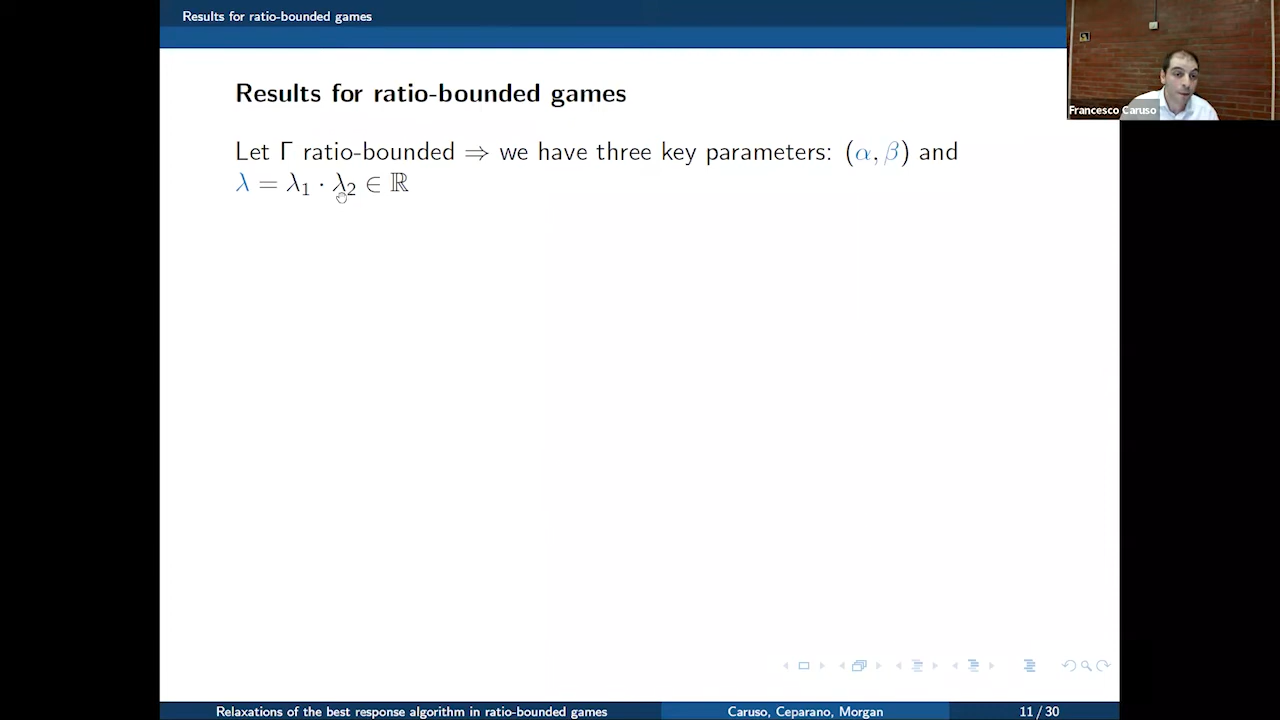 Results for ratio-bounded games
Francesco Caruso
Results for ratio-bounded games
Let Γ ratio-bounded ⇒ we have three key parameters: (α, β) and
λ = λ₁ · λ₂ ∈ ℝ
Relaxations of the best response algorithm in ratio-bounded games
Caruso, Ceparano, Morgan
11 / 30